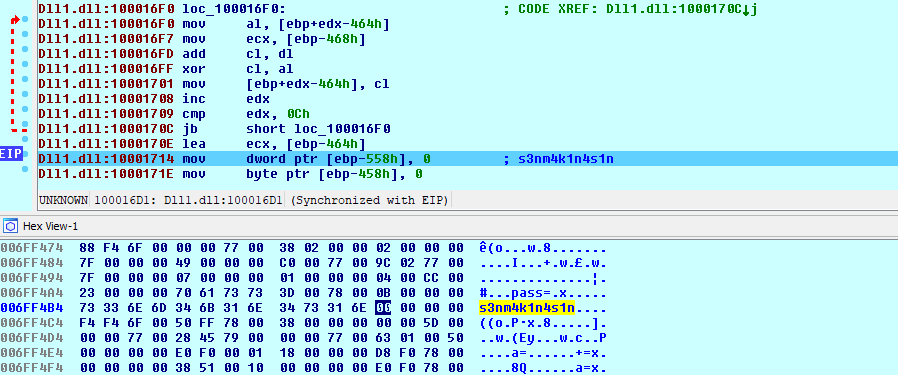 Dll1.dll:100016F0 loc_100016F0: ; CODE XREF: Dll1.dll:1000170C↓j
Dll1.dll:100016F0 mov al, [ebp+edx-464h]
Dll1.dll:100016F7 mov ecx, [ebp-468h]
Dll1.dll:100016FD add cl, dl
Dll1.dll:100016FF xor cl, al
Dll1.dll:10001701 mov [ebp+edx-464h], cl
Dll1.dll:10001708 inc edx
Dll1.dll:10001709 cmp edx, 0Ch
Dll1.dll:1000170C jb short loc_100016F0
Dll1.dll:1000170E lea ecx, [ebp-464h]
EIP Dll1.dll:10001714 mov dword ptr [ebp-558h], 0 ; s3nm4k1n4s1n
Dll1.dll:1000171E mov byte ptr [ebp-458h], 0
UNKNOWN 100016D1: Dll1.dll:100016D1 (Synchronized with EIP)
Hex View-1
006FF474 88 F4 6F 00 00 00 77 00 38 02 00 00 02 00 00 00 ê(o...w.8.......
006FF484 7F 00 00 00 49 00 00 00 C0 00 77 00 9C 02 77 00 ....I...+.w.£.w.
006FF494 7F 00 00 00 07 00 00 00 01 00 00 00 04 00 CC 00 ..............¦.
006FF4A4 23 00 00 00 70 61 73 73 3D 00 78 00 0B 00 00 00 #...pass=.x.....
006FF4B4 73 33 6E 6D 34 6B 31 6E 34 73 31 6E 00 00 00 00 s3nm4k1n4s1n....
006FF4C4 F4 F4 6F 00 50 FF 78 00 38 00 00 00 00 00 5D 00 ((o.P·x.8.....].
006FF4D4 00 00 77 00 28 45 79 00 00 00 77 00 63 01 00 50 ..w.(Ey...w.c..P
006FF4E4 00 00 00 00 E0 F0 00 01 18 00 00 00 D8 F0 78 00 ....a=......+=x.
006FF4F4 00 00 00 00 38 51 00 10 00 00 00 00 E0 F0 78 00 ....8Q......a=x.